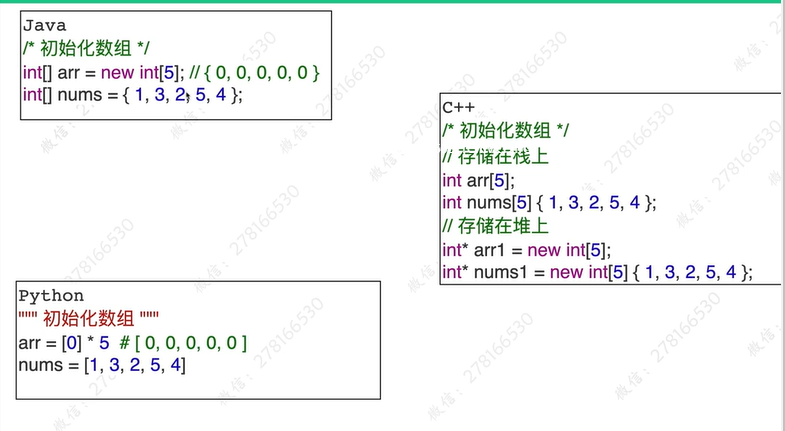 Java
/* 初始化数组 */
int[] arr = new int[5]; // { 0, 0, 0, 0, 0 }
int[] nums = { 1, 3, 2, 5, 4 };
C++
/* 初始化数组 */
// 存储在栈上
int arr[5];
int nums[5] { 1, 3, 2, 5, 4 };
// 存储在堆上
int* arr1 = new int[5];
int* nums1 = new int[5] { 1, 3, 2, 5, 4 };
Python
""" 初始化数组 """
arr = [0] * 5 # [ 0, 0, 0, 0, 0 ]
nums = [1, 3, 2, 5, 4]
微信：278166530